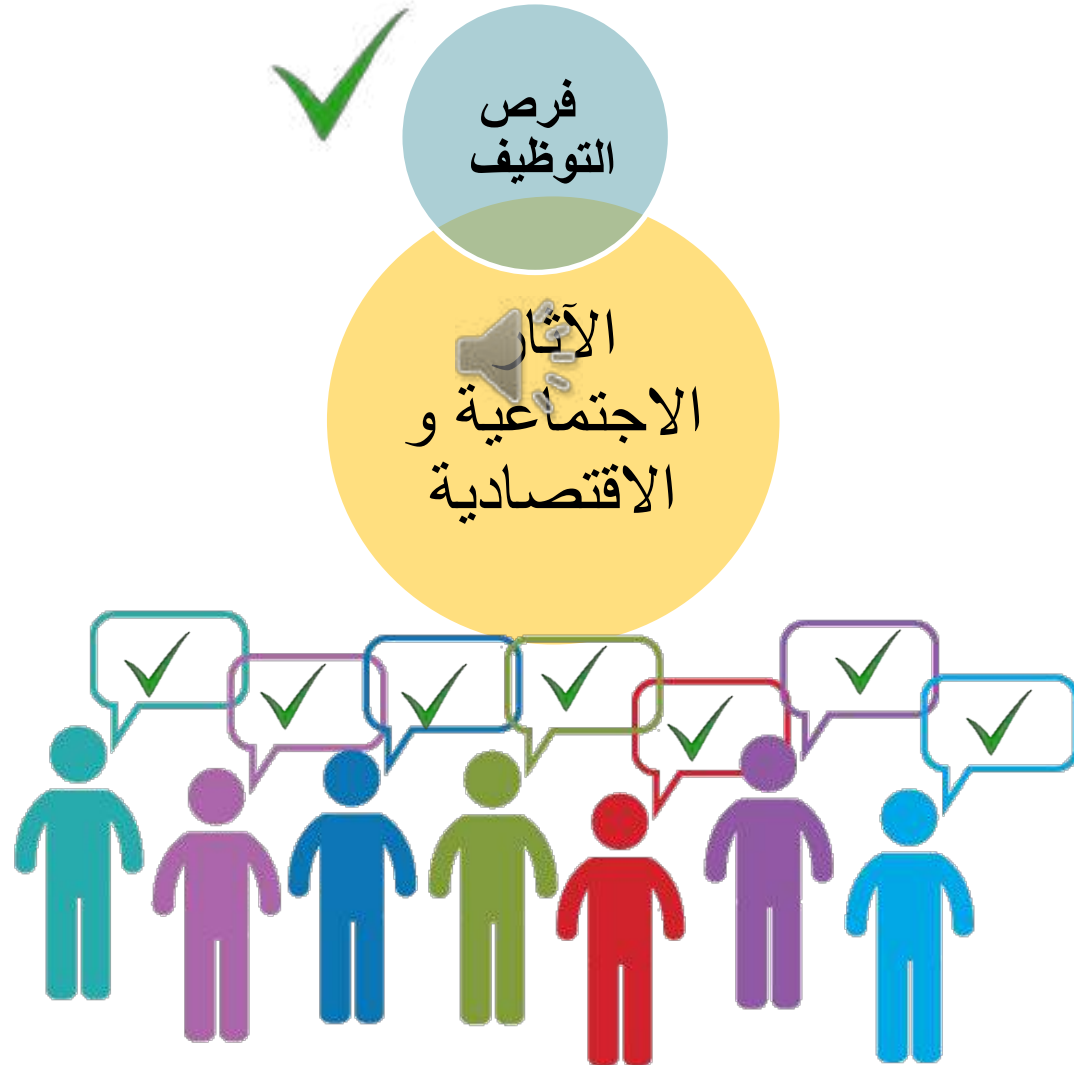 فرص
التوظيف
الآثار
الاجتماعية و
الاقتصادية